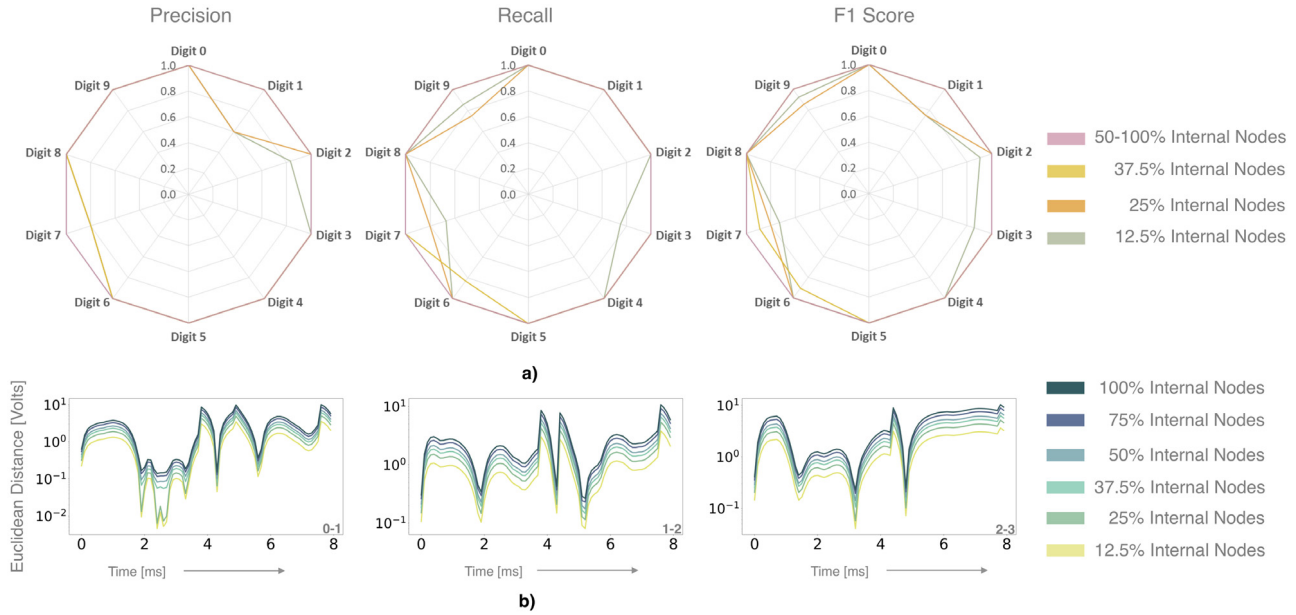 Precision
Recall
F1 Score
Digit 0
Digit 1
Digit 2
Digit 3
Digit 4
Digit 5
Digit 6
Digit 7
Digit 8
Digit 9
1.0
0.8
0.6
0.4
0.2
0.0
Digit 0
Digit 1
Digit 2
Digit 3
Digit 4
Digit 5
Digit 6
Digit 7
Digit 8
Digit 9
1.0
0.8
0.6
0.4
0.2
0.0
Digit 0
Digit 1
Digit 2
Digit 3
Digit 4
Digit 5
Digit 6
Digit 7
Digit 8
Digit 9
1.0
0.8
0.6
0.4
0.2
0.0
50-100% Internal Nodes
37.5% Internal Nodes
25% Internal Nodes
12.5% Internal Nodes
a)
Euclidean Distance [Volts]
10¹
10⁰
10⁻¹
10⁻²
0-1
0 2 4 6 8
Time [ms]
10¹
10⁰
10⁻¹
1-2
0 2 4 6 8
Time [ms]
10¹
10⁰
10⁻¹
2-3
0 2 4 6 8
Time [ms]
100% Internal Nodes
75% Internal Nodes
50% Internal Nodes
37.5% Internal Nodes
25% Internal Nodes
12.5% Internal Nodes
b)